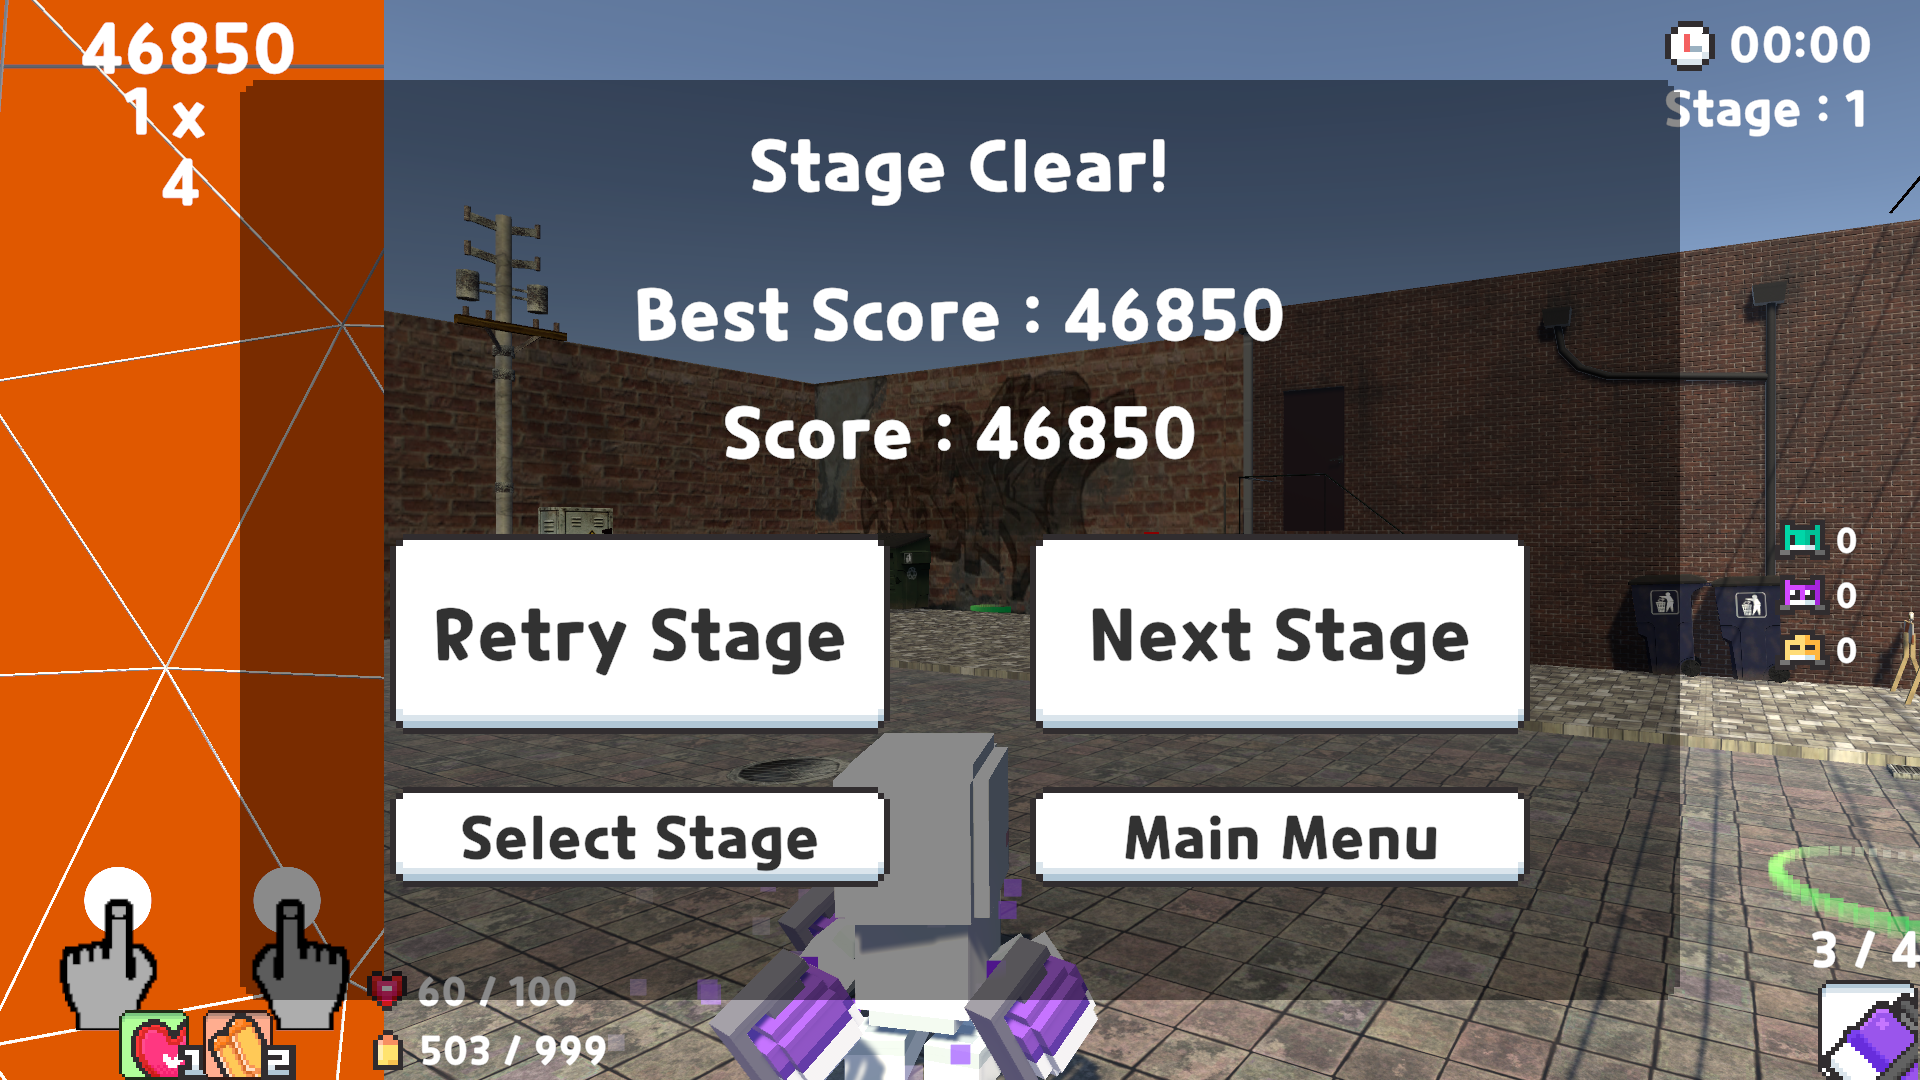 46850
1 x
4
00:00
Stage : 1
Stage Clear!
Best Score : 46850
Score : 46850
Retry Stage
Next Stage
Select Stage
Main Menu
0
0
0
3 / 4
60 / 100
503 / 999
1
2